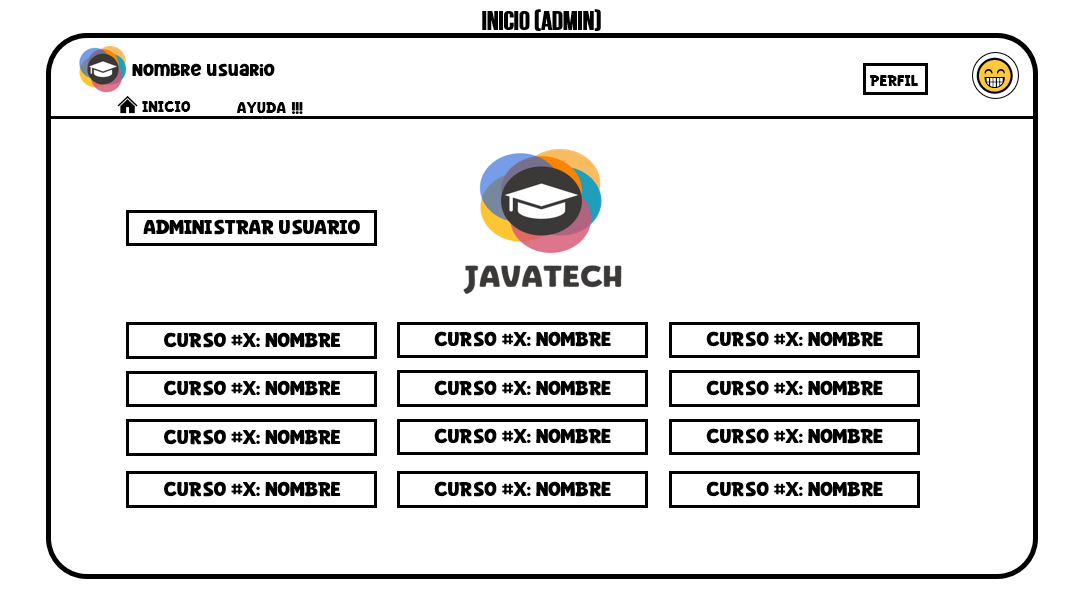 INICIO (ADMIN)
Nombre usuario
PERFIL
INICIO AYUDA !!!
ADMINISTRAR USUARIO
JAVATECH
CURSO #X: NOMBRE CURSO #X: NOMBRE CURSO #X: NOMBRE
CURSO #X: NOMBRE CURSO #X: NOMBRE CURSO #X: NOMBRE
CURSO #X: NOMBRE CURSO #X: NOMBRE CURSO #X: NOMBRE
CURSO #X: NOMBRE CURSO #X: NOMBRE CURSO #X: NOMBRE